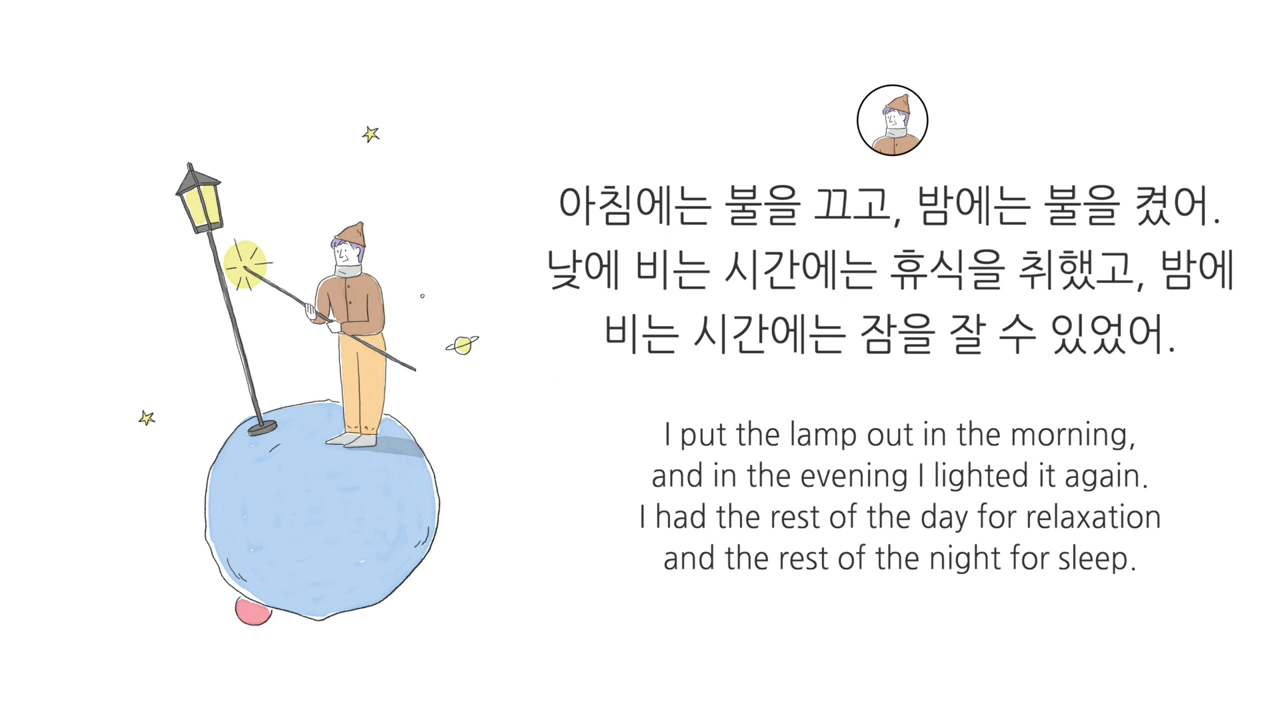 아침에는 불을 끄고, 밤에는 불을 켰어.
낮에 비는 시간에는 휴식을 취했고, 밤에
비는 시간에는 잠을 잘 수 있었어.
I put the lamp out in the morning,
and in the evening I lighted it again.
I had the rest of the day for relaxation
and the rest of the night for sleep.